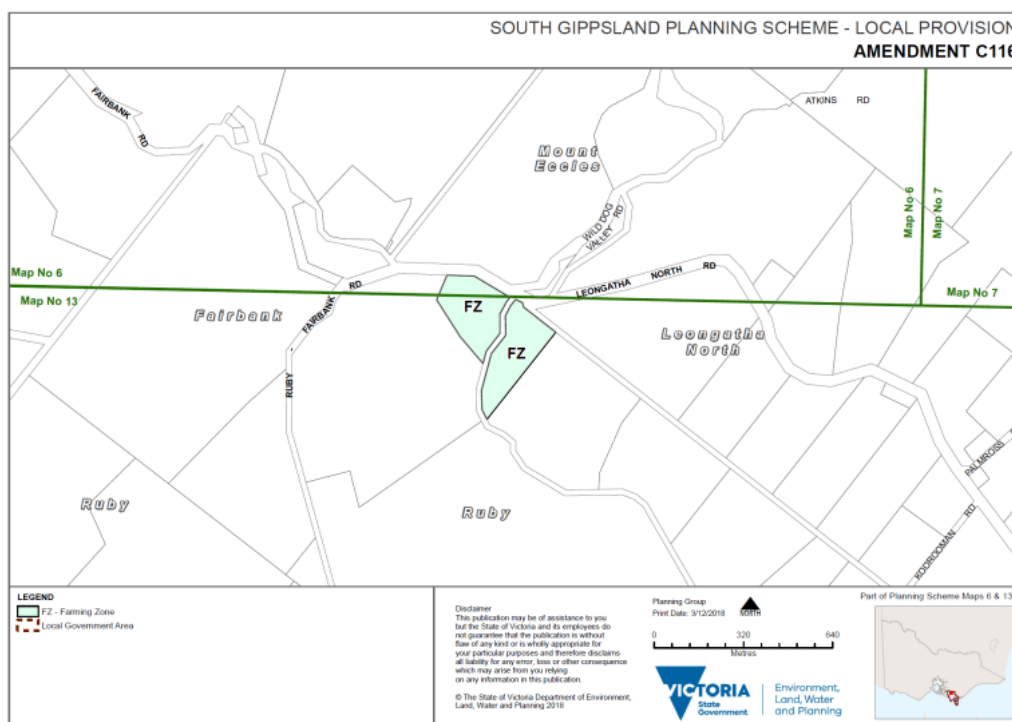 SOUTH GIPPSLAND PLANNING SCHEME - LOCAL PROVISION
AMENDMENT C116
FAIRBANK RD
ATKINS RD
Mount
Eccles
WILD DOG
VALLEY RD
Map No 6
Map No 7
Map No 6
Map No 13
FAIRBANK RD
LEONGATHA NORTH RD
Map No 7
Fairbank
FZ
FZ
Leongatha
North
RUBY
PALMROSS
KOOROOMAN RD
Ruby
Ruby
LEGEND
FZ - Farming Zone
Local Government Area
Disclaimer
This publication may be of assistance to you
but the State of Victoria and its employees do
not guarantee that the publication is without
flaw of any kind or is wholly appropriate for
your particular purposes and therefore disclaims
all liability for any error, loss or other consequence
which may arise from you relying
on any information in this publication.
© The State of Victoria Department of Environment,
Land, Water and Planning 2018
Planning Group
Print Date: 3/12/2018
NORTH
0 320 640
Metres
VICTORIA
State
Government
Environment,
Land, Water
and Planning
Part of Planning Scheme Maps 6 & 13